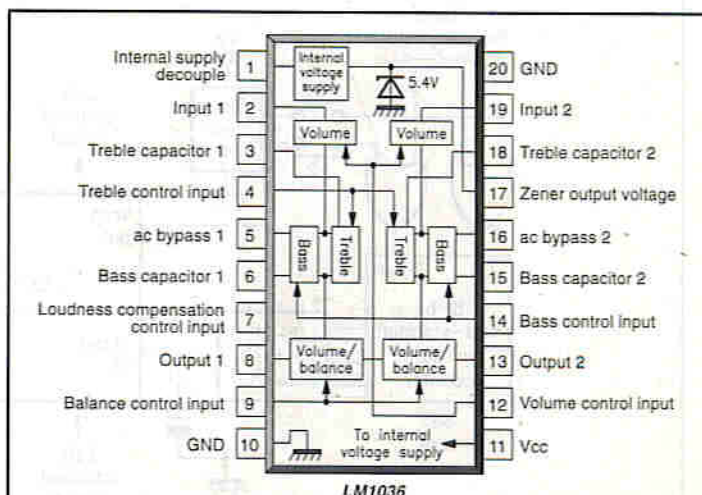 Internal supply
decouple 1
Input 1 2
Treble capacitor 1 3
Treble control input 4
ac bypass 1 5
Bass capacitor 1 6
Loudness compensation
control input 7
Output 1 8
Balance control input 9
GND 10
Internal
voltage
supply
5.4V
Volume
Volume
Bass
Treble
Treble
Bass
Volume/
balance
Volume/
balance
To internal
voltage supply
20 GND
19 Input 2
18 Treble capacitor 2
17 Zener output voltage
16 ac bypass 2
15 Bass capacitor 2
14 Bass control input
13 Output 2
12 Volume control input
11 Vcc
LM1036